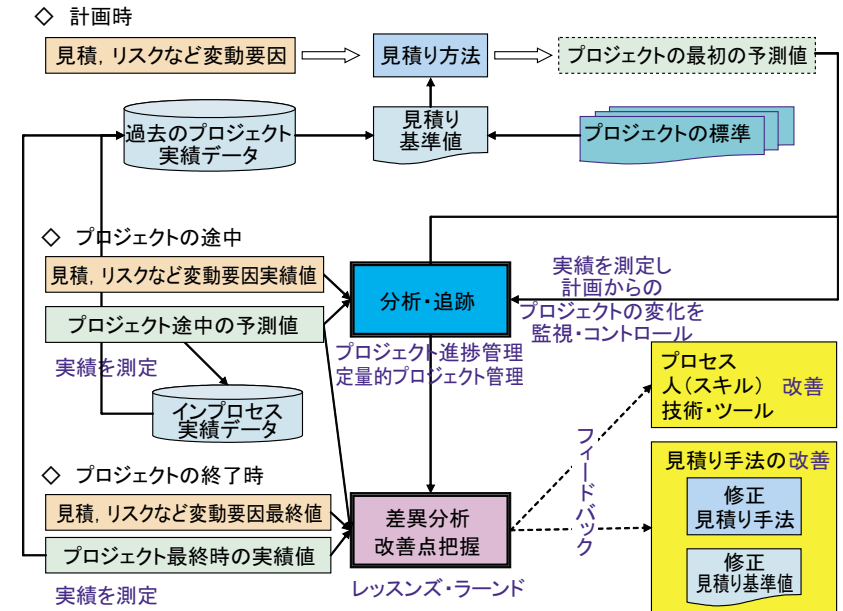 ◇ 計画時
見積，リスクなど変動要因
見積り方法
プロジェクトの最初の予測値
過去のプロジェクト
実績データ
見積り
基準値
プロジェクトの標準
◇ プロジェクトの途中
見積，リスクなど変動要因実績値
プロジェクト途中の予測値
実績を測定
分析・追跡
プロジェクト進捗管理
定量的プロジェクト管理
実績を測定し
計画からの
プロジェクトの変化を
監視・コントロール
インプロセス
実績データ
プロセス
人（スキル） 改善
技術・ツール
フィードバック
◇ プロジェクトの終了時
見積，リスクなど変動要因最終値
プロジェクト最終時の実績値
実績を測定
差異分析
改善点把握
レッスンズ・ラーンド
見積り手法の改善
修正
見積り手法
修正
見積り基準値